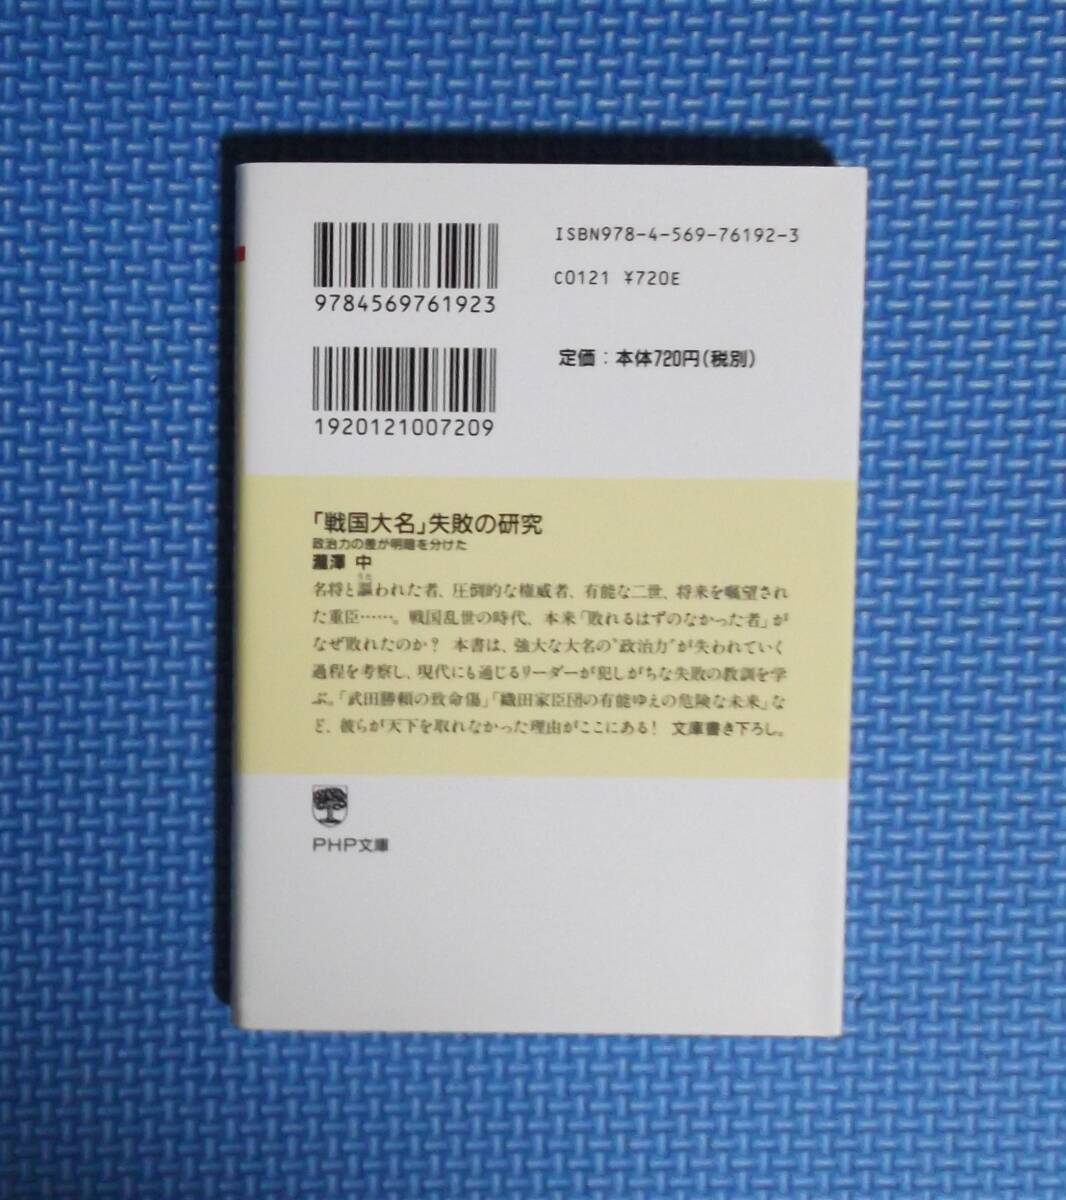 ISBN978-4-569-76192-3
9784569761923
C0121 ¥720E
定価：本体720円(税別)
1920121007209
「戦国大名」失敗の研究
政治力の差が明暗を分けた
瀧澤 中
名将と謳われた者、圧倒的な権威者、有能な二世、将来を嘱望され
うた
た重臣……。戦国乱世の時代、本来「敗れるはずのなかった者」が
なぜ敗れたのか？ 本書は、強大な大名の"政治力"が失われていく
過程を考察し、現代にも通じるリーダーが犯しがちな失敗の教訓を学
ぶ。「武田勝頼の致命傷」「織田家臣団の有能ゆえの危険な未来」な
ど、彼らが天下を取れなかった理由がここにある！ 文庫書き下ろし。
PHP文庫